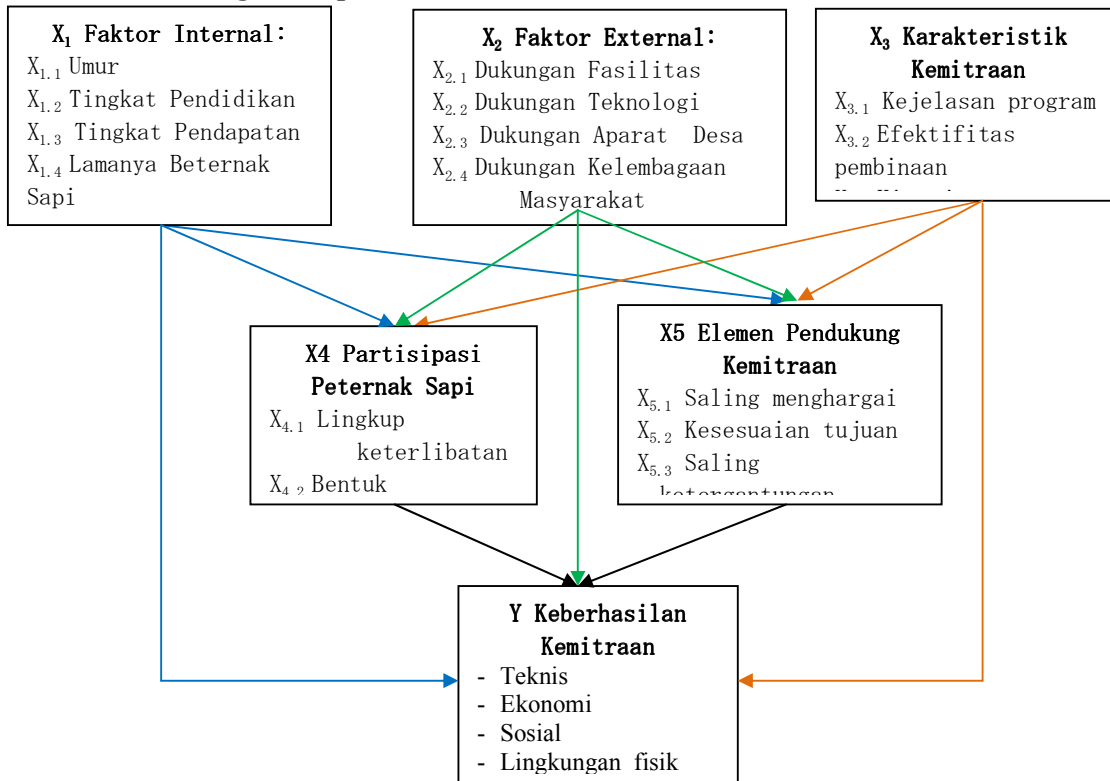 X₁ Faktor Internal:
X₁.₁ Umur
X₁.₂ Tingkat Pendidikan
X₁.₃ Tingkat Pendapatan
X₁.₄ Lamanya Beternak
Sapi
X₂ Faktor External:
X₂.₁ Dukungan Fasilitas
X₂.₂ Dukungan Teknologi
X₂.₃ Dukungan Aparat Desa
X₂.₄ Dukungan Kelembagaan
Masyarakat
X₃ Karakteristik
Kemitraan
X₃.₁ Kejelasan program
X₃.₂ Efektifitas
pembinaan
X4 Partisipasi
Peternak Sapi
X₄.₁ Lingkup
keterlibatan
X₄.₂ Bentuk
X5 Elemen Pendukung
Kemitraan
X₅.₁ Saling menghargai
X₅.₂ Kesesuaian tujuan
X₅.₃ Saling
ketergantungan
Y Keberhasilan
Kemitraan
- Teknis
- Ekonomi
- Sosial
- Lingkungan fisik